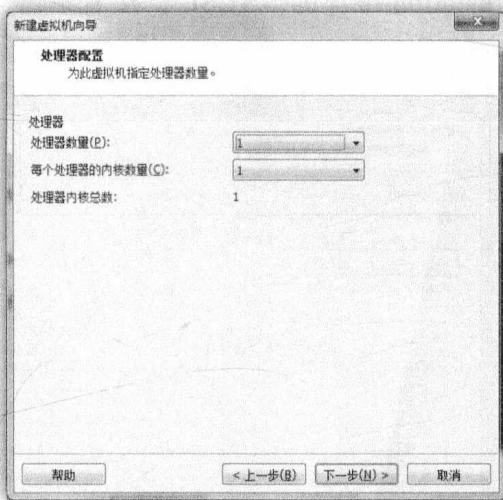 新建虚拟机向导
处理器配置
为此虚拟机指定处理器数量。
处理器
处理器数量(P): 1
每个处理器的内核数量(C): 1
处理器内核总数: 1
帮助 < 上一步(B) 下一步(N) > 取消